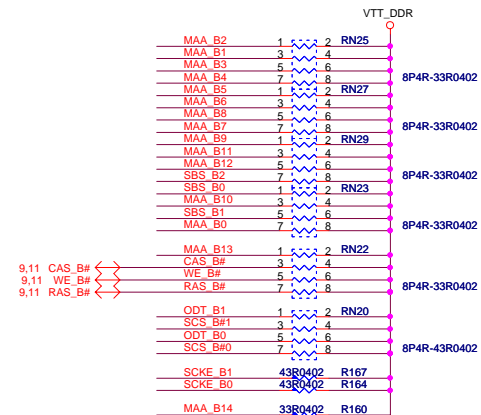 VTT_DDR
MAA_B2 1 2 RN25
MAA_B1 3 4
MAA_B3 5 6
MAA_B4 7 8 8P4R-33R0402
MAA_B5 1 2 RN27
MAA_B6 3 4
MAA_B8 5 6
MAA_B7 7 8 8P4R-33R0402
MAA_B9 1 2 RN29
MAA_B11 3 4
MAA_B12 5 6
SBS_B2 7 8 8P4R-33R0402
SBS_B0 1 2 RN23
MAA_B10 3 4
SBS_B1 5 6
MAA_B0 7 8 8P4R-33R0402
MAA_B13 1 2 RN22
9,11 CAS_B# CAS_B# 3 4
9,11 WE_B# WE_B# 5 6
9,11 RAS_B# RAS_B# 7 8 8P4R-33R0402
ODT_B1 1 2 RN20
SCS_B#1 3 4
ODT_B0 5 6
SCS_B#0 7 8 8P4R-43R0402
SCKE_B1 43R0402 R167
SCKE_B0 43R0402 R164
MAA_B14 33R0402 R160